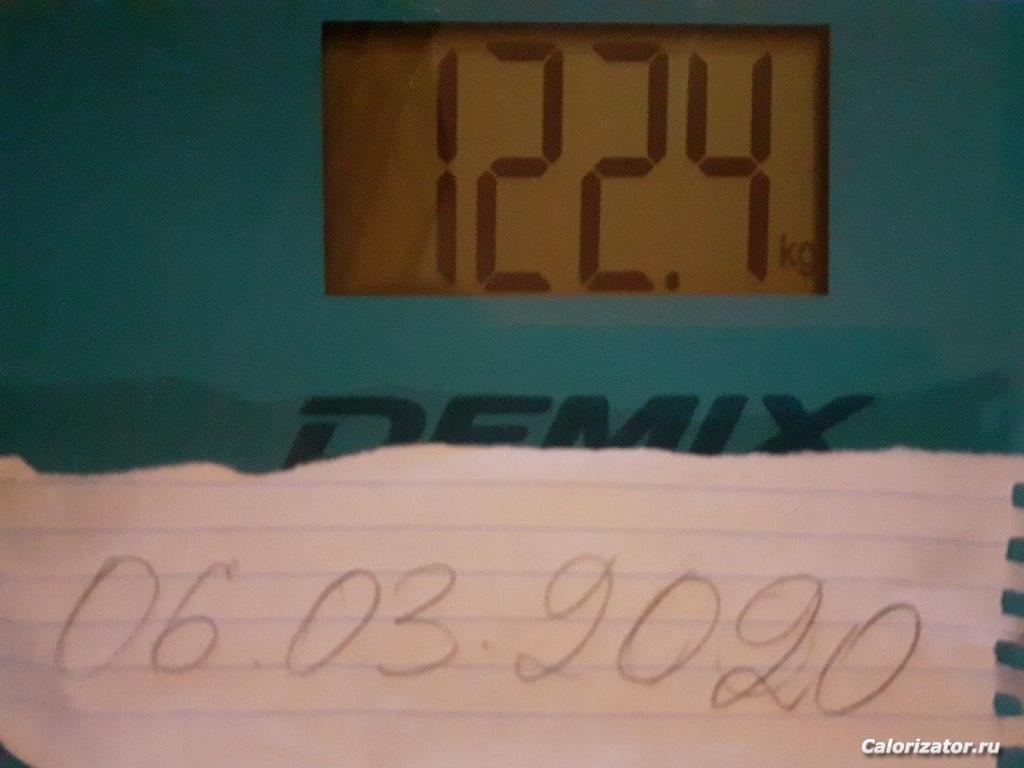 122.4 kg
DEMIX
06.03.2020
Calorizator.ru